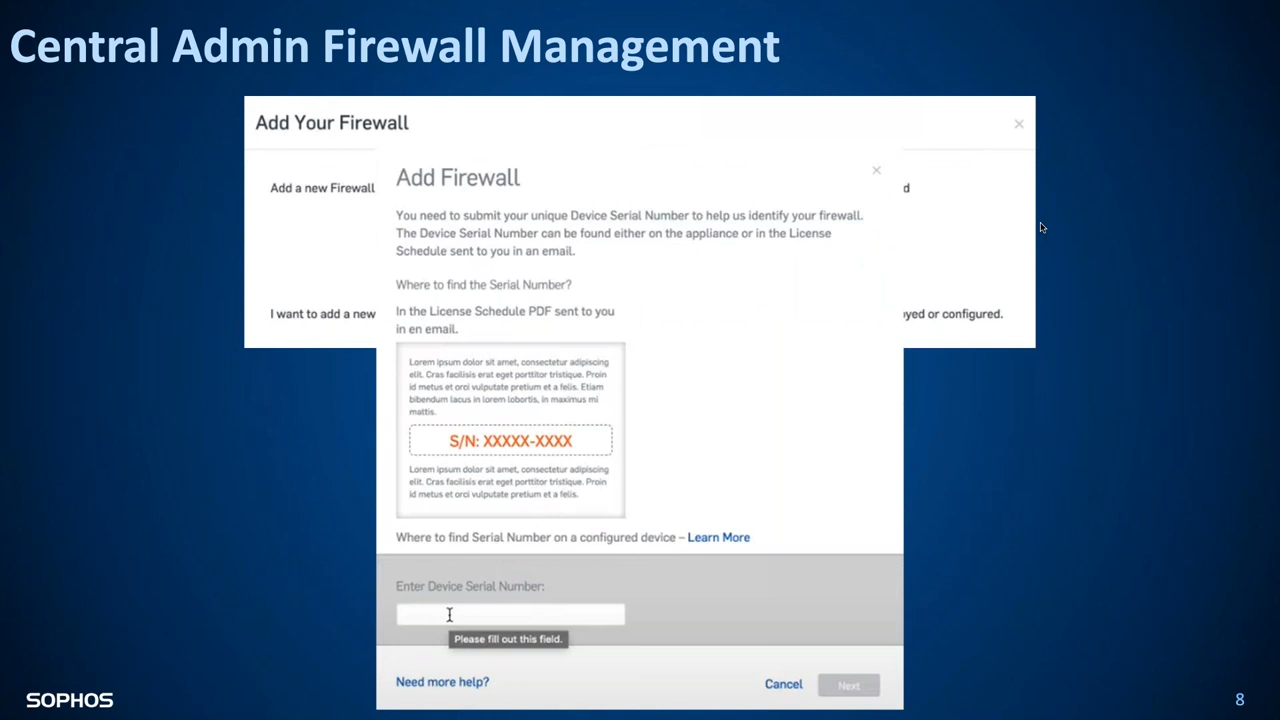 Central Admin Firewall Management
Add Your Firewall
Add a new Firewall
d
Add Firewall
You need to submit your unique Device Serial Number to help us identify your firewall.
The Device Serial Number can be found either on the appliance or in the License
Schedule sent to you in an email.
Where to find the Serial Number?
I want to add a new
yed or configured.
In the License Schedule PDF sent to you
in en email.
Lorem ipsum dolor sit amet, consectetur adipiscing
elit. Cras facilisis erat eget porttitor tristique. Proin
id metus et orci vulputate pretium et a felis. Etiam
bibendum lacus in lorem lobortis, in maximus mi
mattis.
S/N: XXXXX-XXXX
Lorem ipsum dolor sit amet, consectetur adipiscing
elit. Cras facilisis erat eget porttitor tristique. Proin
id metus et orci vulputate pretium et a felis.
Where to find Serial Number on a configured device – Learn More
Enter Device Serial Number:
Please fill out this field.
Need more help?
Cancel
Next
SOPHOS
8